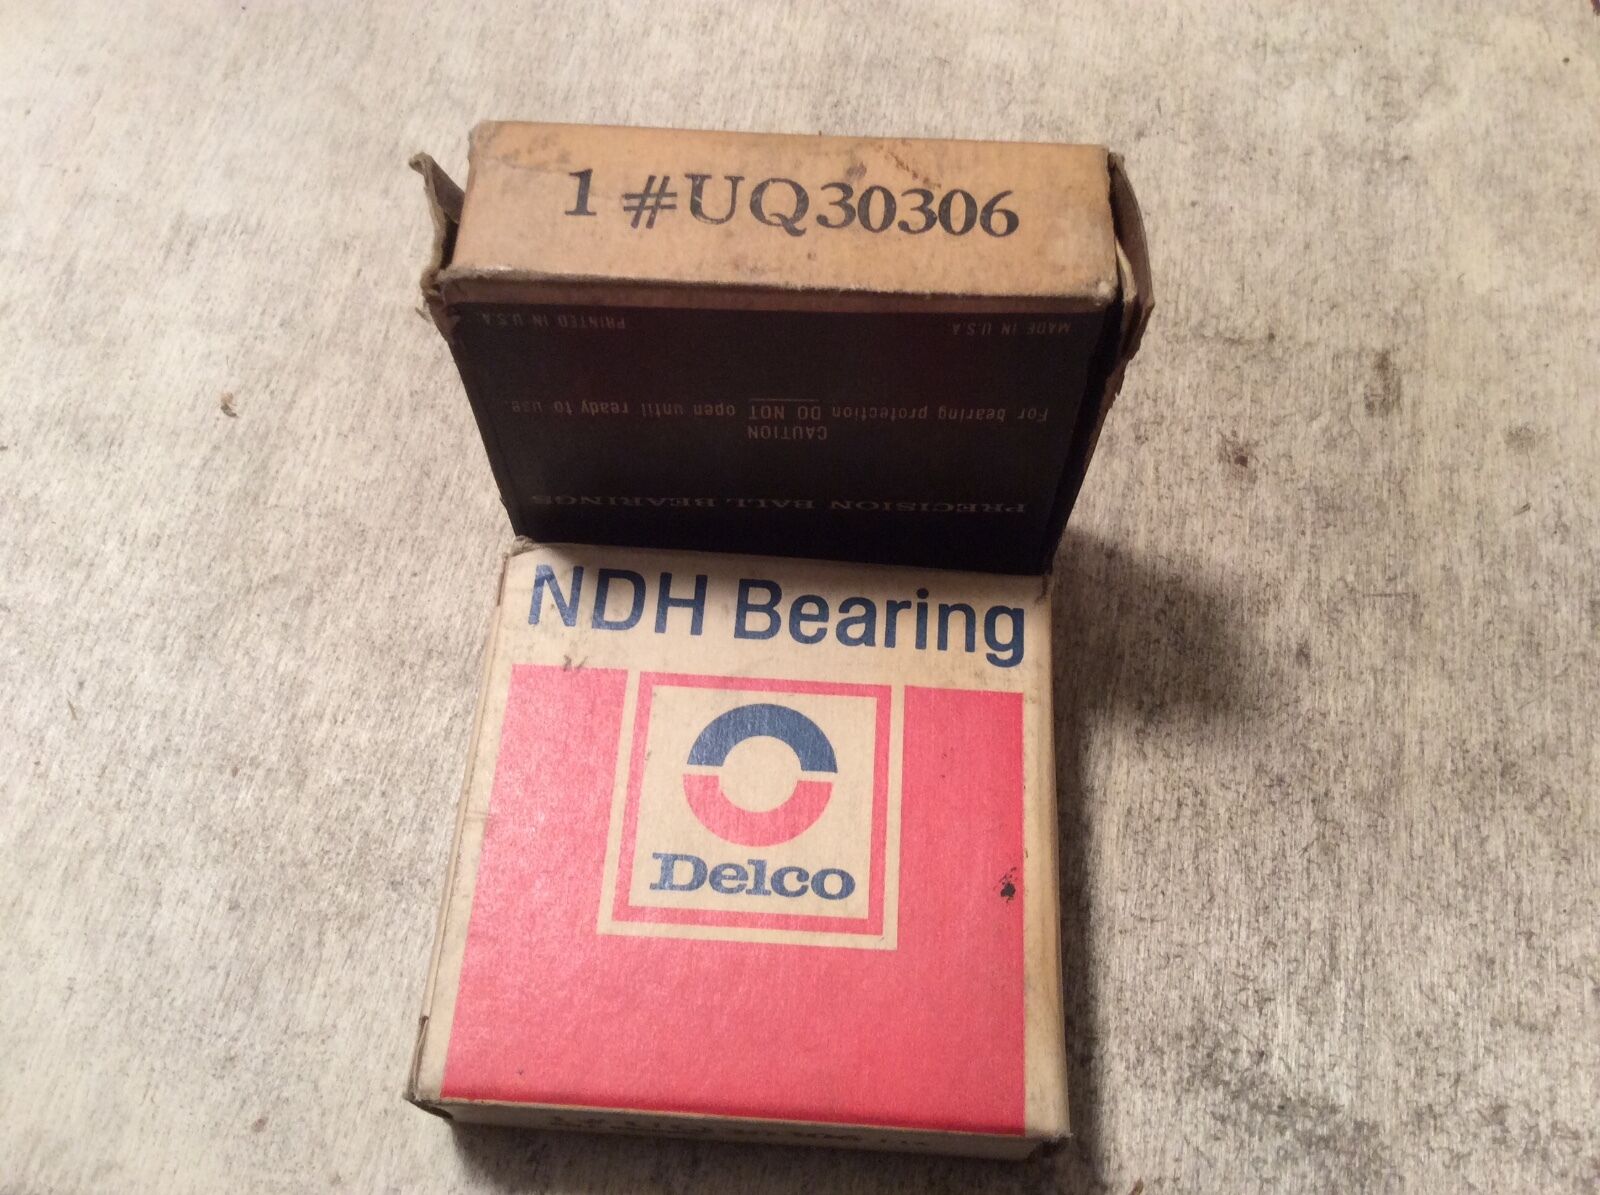 1 #UQ30306
PRINTED IN U.S.A.
MADE IN U.S.A.
For bearing protection DO NOT open until ready to use.
CAUTION
PRECISION BALL BEARINGS
NDH Bearing
Delco